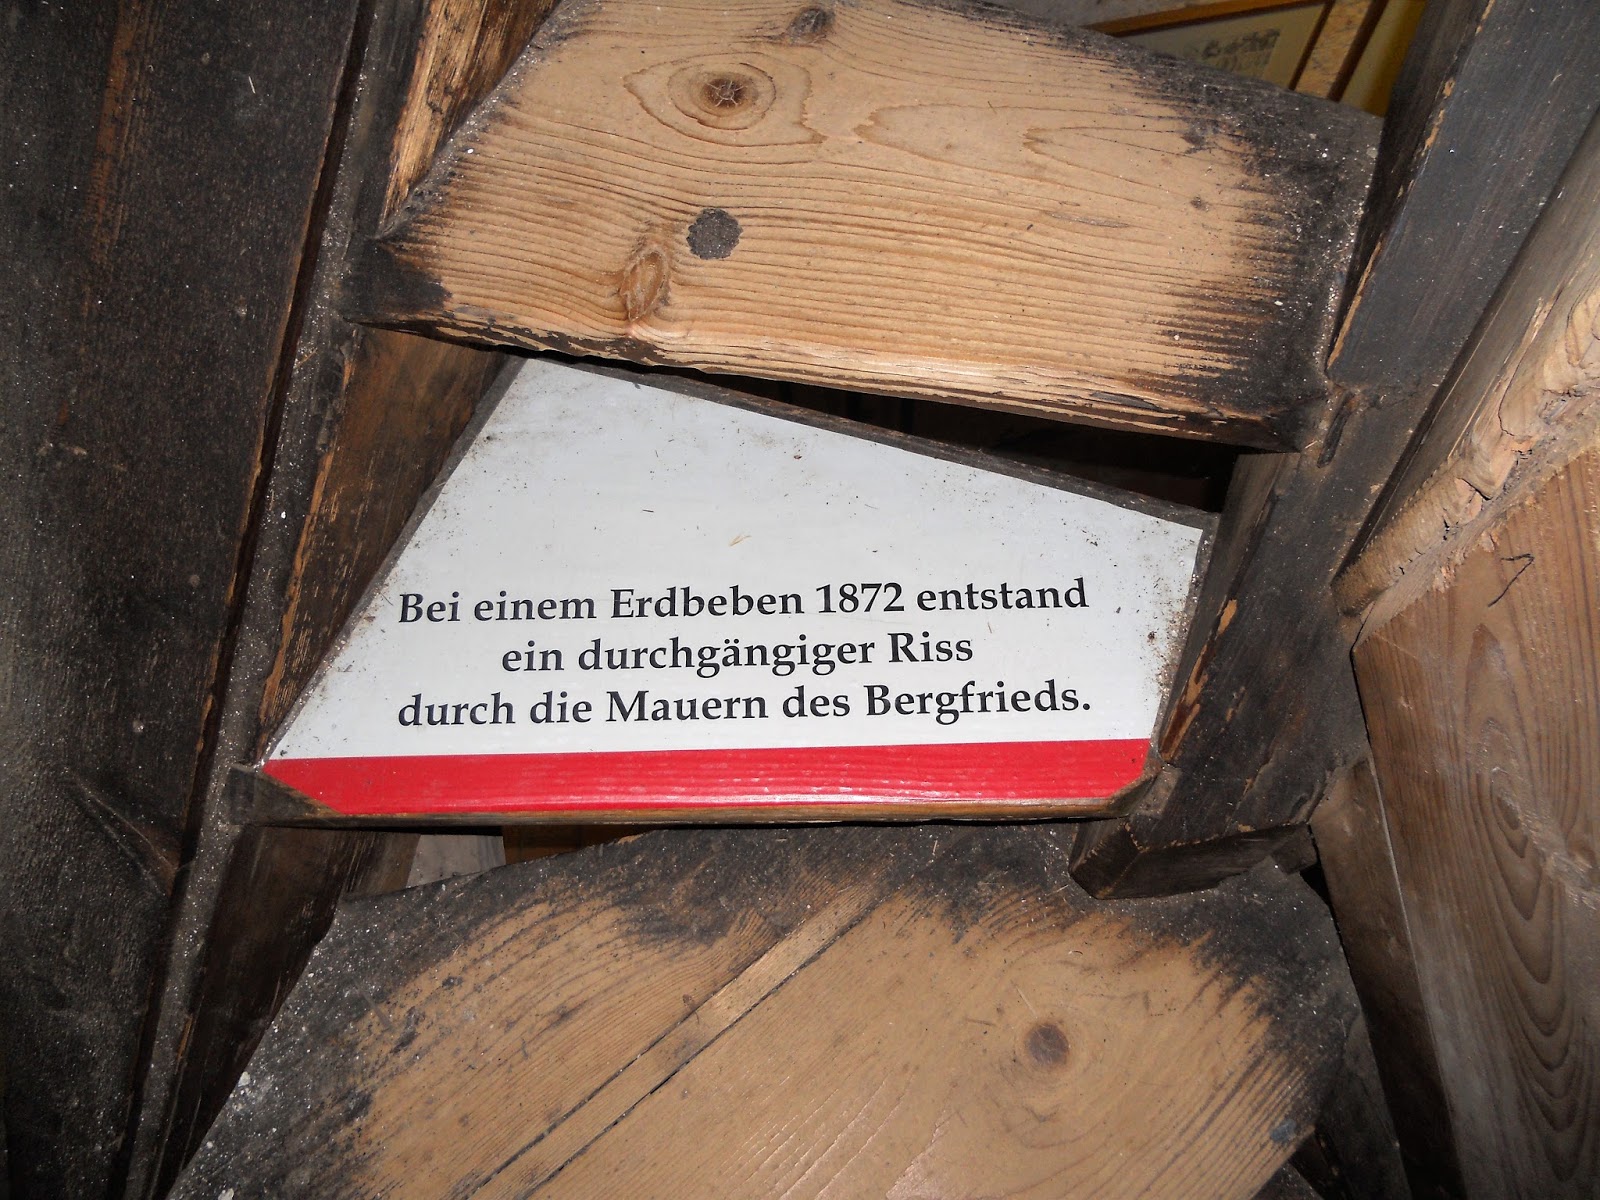 Bei einem Erdbeben 1872 entstand
ein durchgängiger Riss
durch die Mauern des Bergfrieds.